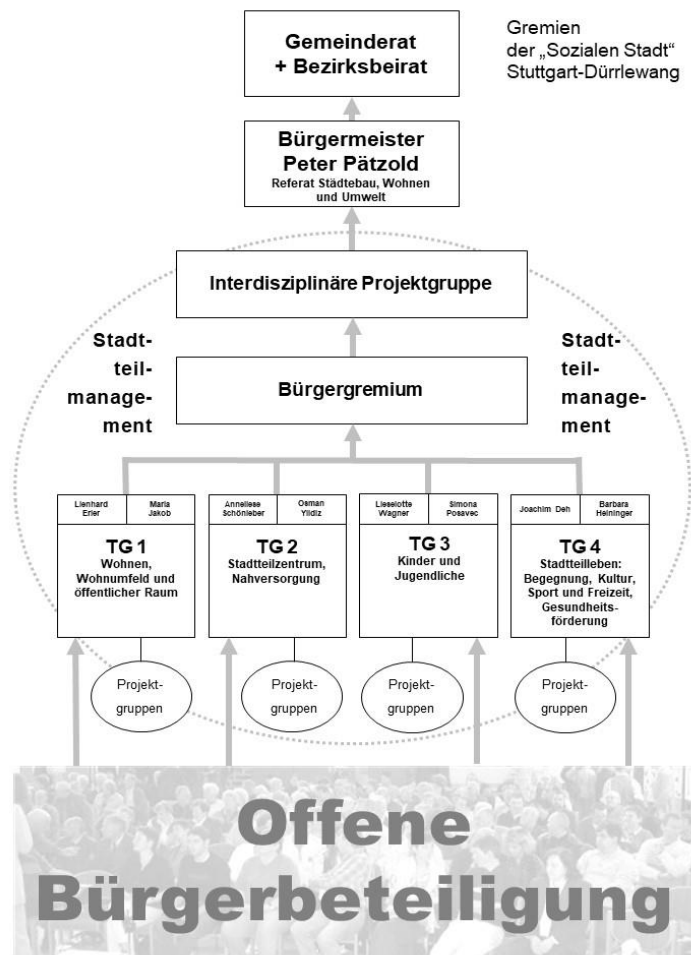 Gremien
der „Sozialen Stadt“
Stuttgart-Dürrlewang
Gemeinderat
+ Bezirksbeirat
Bürgermeister
Peter Pätzold
Referat Städtebau, Wohnen
und Umwelt
Interdisziplinäre Projektgruppe
Stadt-
teil-
manage-
ment
Bürgergremium
Stadt-
teil-
manage-
ment
Lienhard
Erler
Maria
Jakob
TG 1
Wohnen,
Wohnumfeld und
öffentlicher Raum
Projekt-
gruppen
Anneliese
Schönleber
Osman
Yildiz
TG 2
Stadtteilzentrum,
Nahversorgung
Projekt-
gruppen
Lieselotte
Wagner
Simona
Posavec
TG 3
Kinder und
Jugendliche
Projekt-
gruppen
Joachim Deh
Barbara
Heininger
TG 4
Stadtteilleben:
Begegnung, Kultur,
Sport und Freizeit,
Gesundheits-
förderung
Projekt-
gruppen
Offene
Bürgerbeteiligung